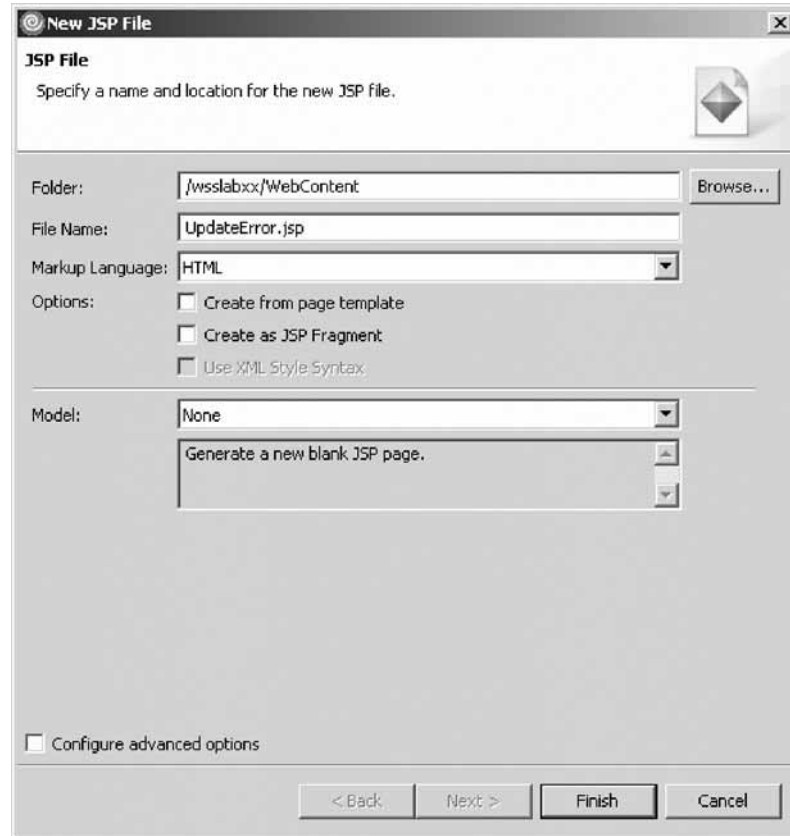 New JSP File
JSP File
Specify a name and location for the new JSP file.
Folder: /wsslabxx/WebContent Browse...
File Name: UpdateError.jsp
Markup Language: HTML
Options: Create from page template
Create as JSP Fragment
Use XML Style Syntax
Model: None
Generate a new blank JSP page.
Configure advanced options
< Back Next > Finish Cancel